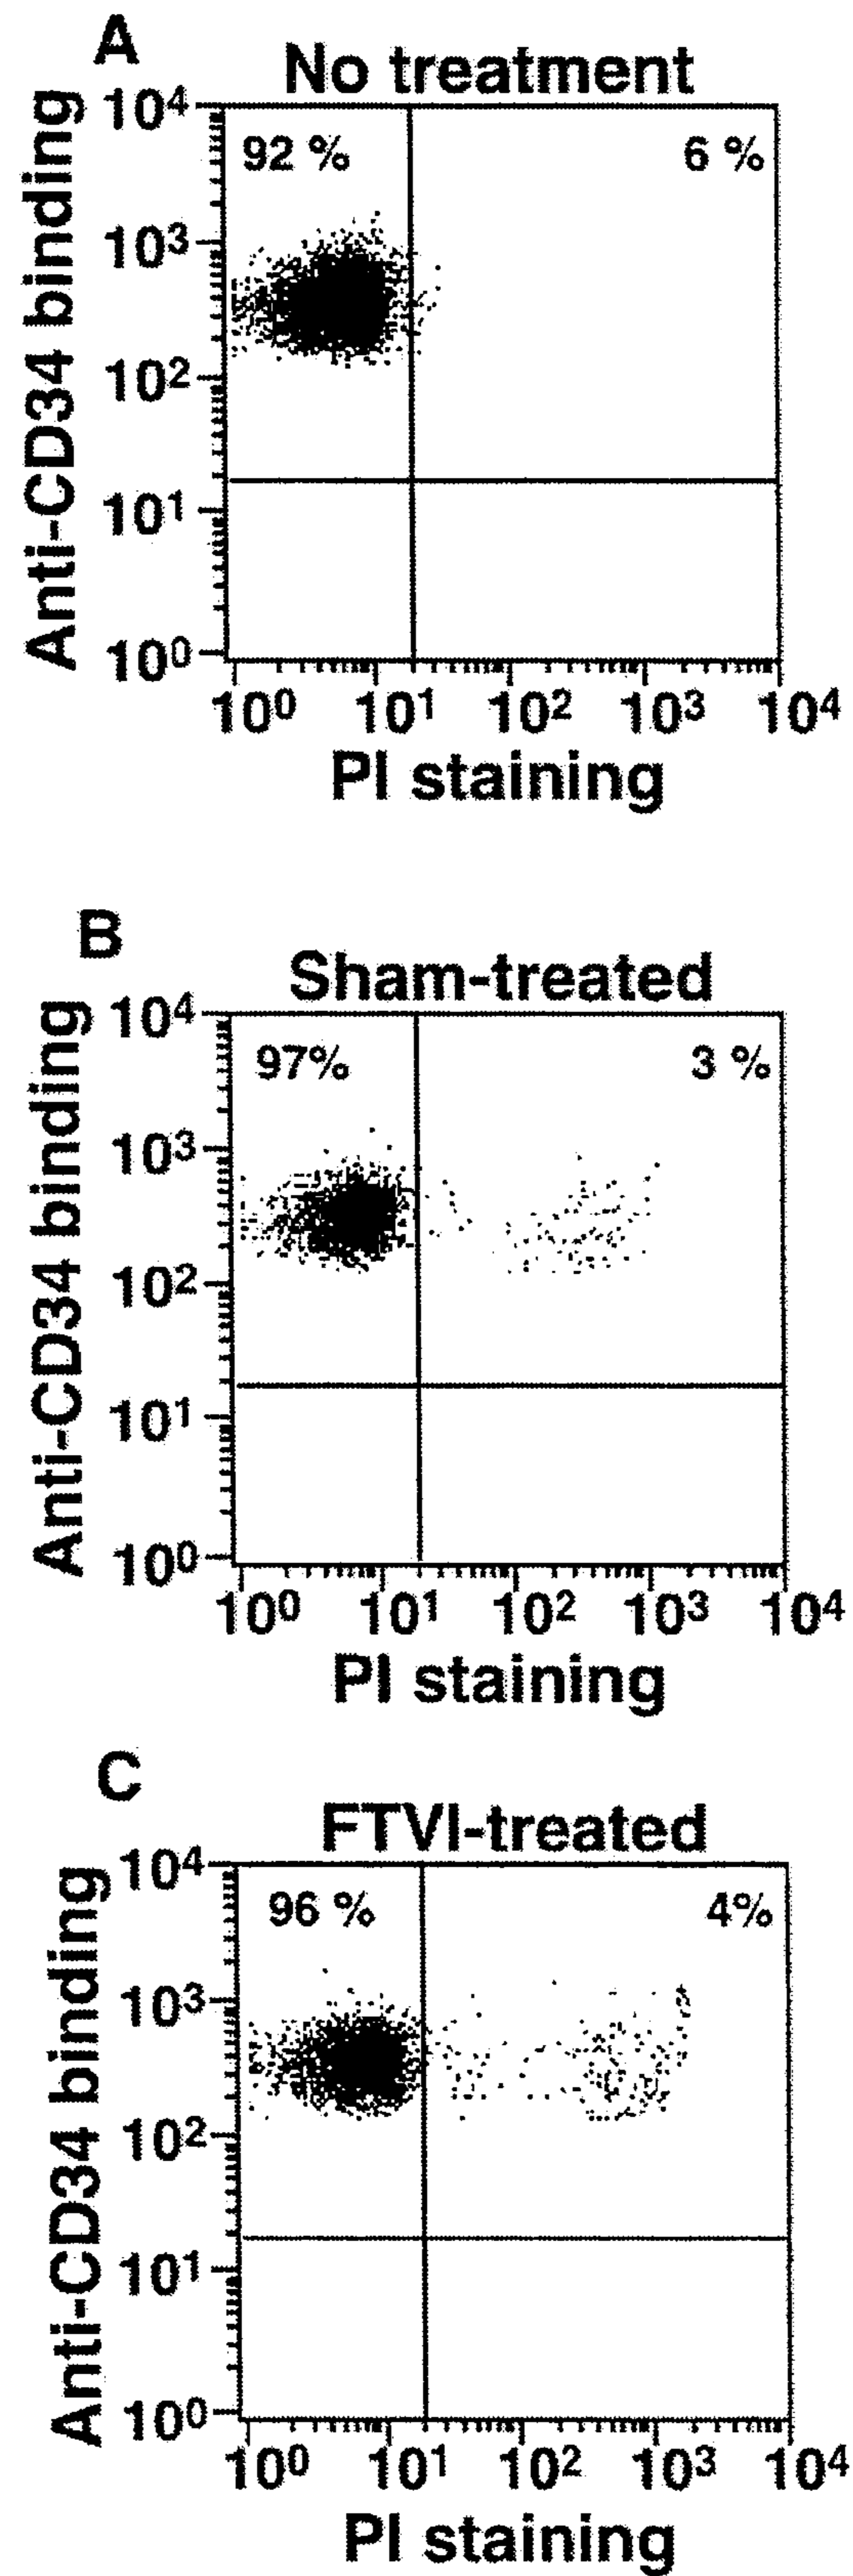 A
No treatment
Anti-CD34 binding
10⁴
10³
10²
10¹
10⁰
92 %
6 %
10⁰ 10¹ 10² 10³ 10⁴
PI staining
B
Sham-treated
Anti-CD34 binding
10⁴
10³
10²
10¹
10⁰
97%
3 %
10⁰ 10¹ 10² 10³ 10⁴
PI staining
C
FTVI-treated
Anti-CD34 binding
10⁴
10³
10²
10¹
10⁰
96 %
4%
10⁰ 10¹ 10² 10³ 10⁴
PI staining